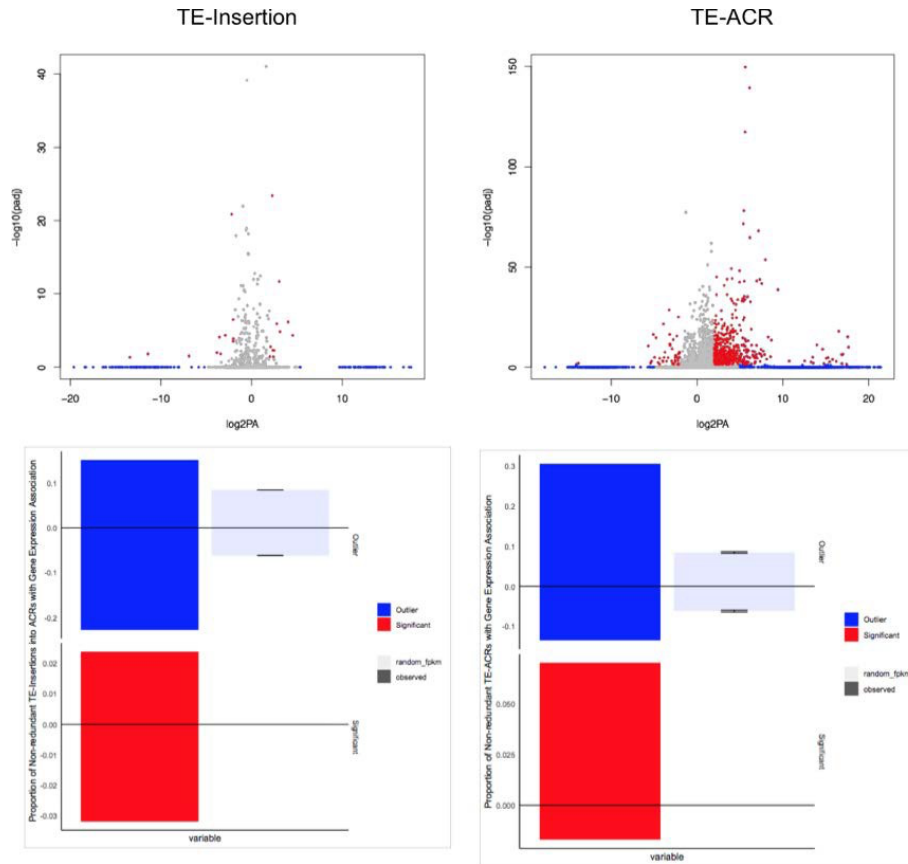 TE-Insertion
TE-ACR
-log10(padj)
40
30
20
10
0
-20
-10
0
10
log2PA
-log10(padj)
150
100
50
0
-10
0
10
20
log2PA
Proportion of Non-redundant TE-Insertions into ACRs with Gene Expression Association
0.1
0.0
-0.1
-0.2
Outlier
0.02
0.01
0.00
-0.01
-0.02
-0.03
Significant
variable
Outlier
Significant
random_fpkm
observed
Proportion of Non-redundant TE-ACRs with Gene Expression Association
0.3
0.2
0.1
0.0
-0.1
Outlier
0.050
0.025
0.000
Significant
variable
Outlier
Significant
random_fpkm
observed